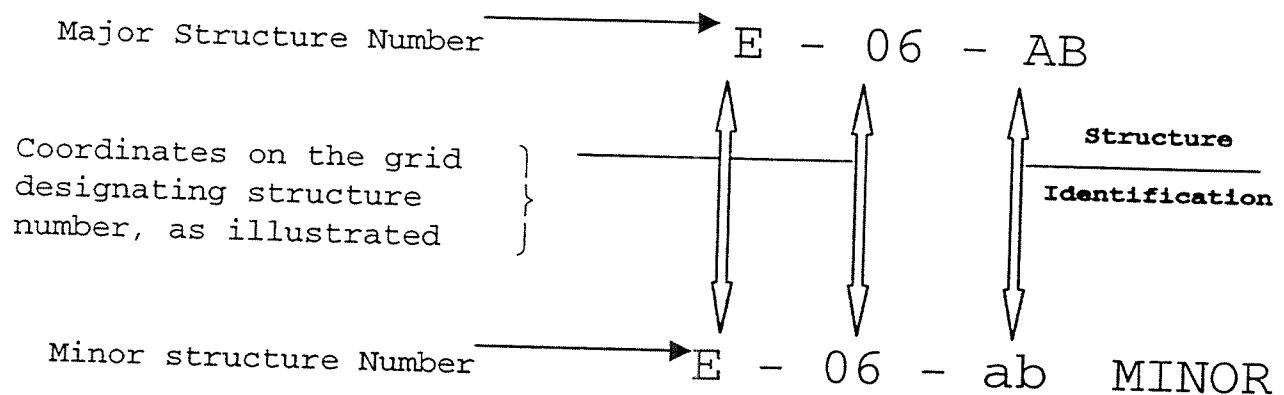 Major Structure Number
E - 06 - AB
Coordinates on the grid
designating structure
number, as illustrated
Structure
Identification
Minor structure Number
E - 06 - ab MINOR